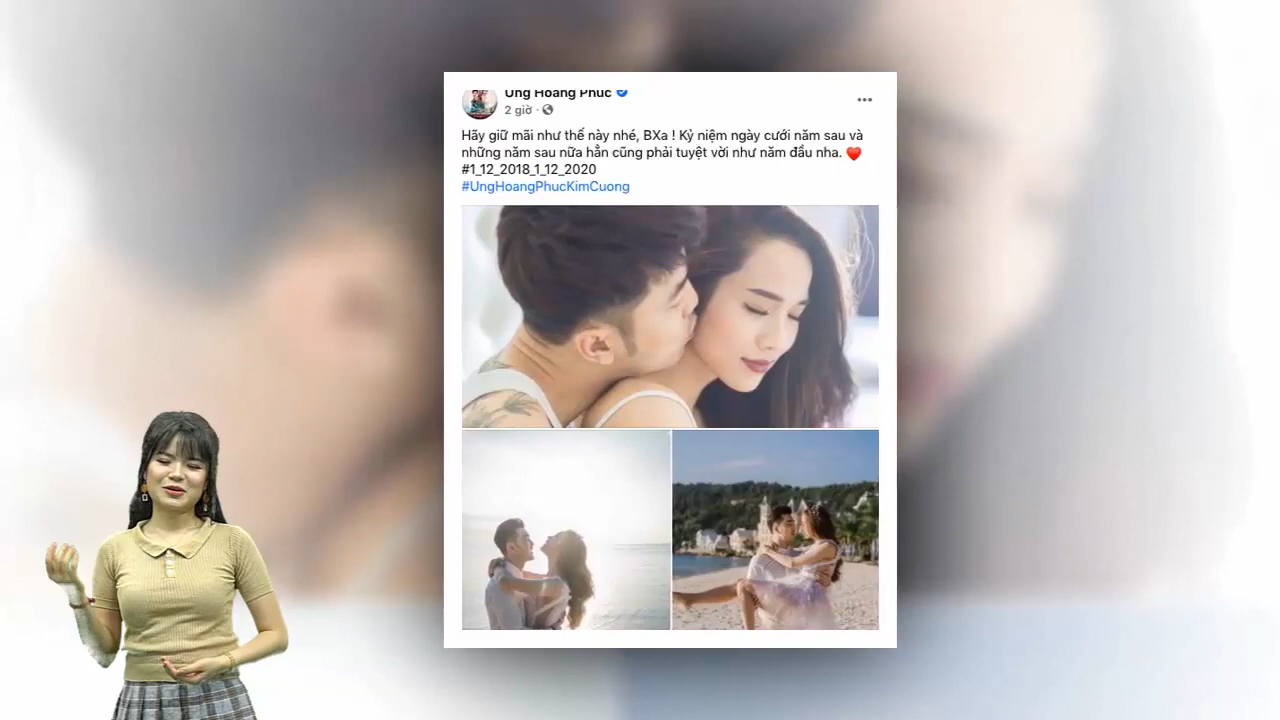 Ưng Hoàng Phúc
2 giờ ·
Hãy giữ mãi như thế này nhé, BXa ! Kỷ niệm ngày cưới năm sau và
những năm sau nữa hẳn cũng phải tuyệt vời như năm đầu nha. ❤️
#1_12_2018_1_12_2020
#UngHoangPhucKimCuong